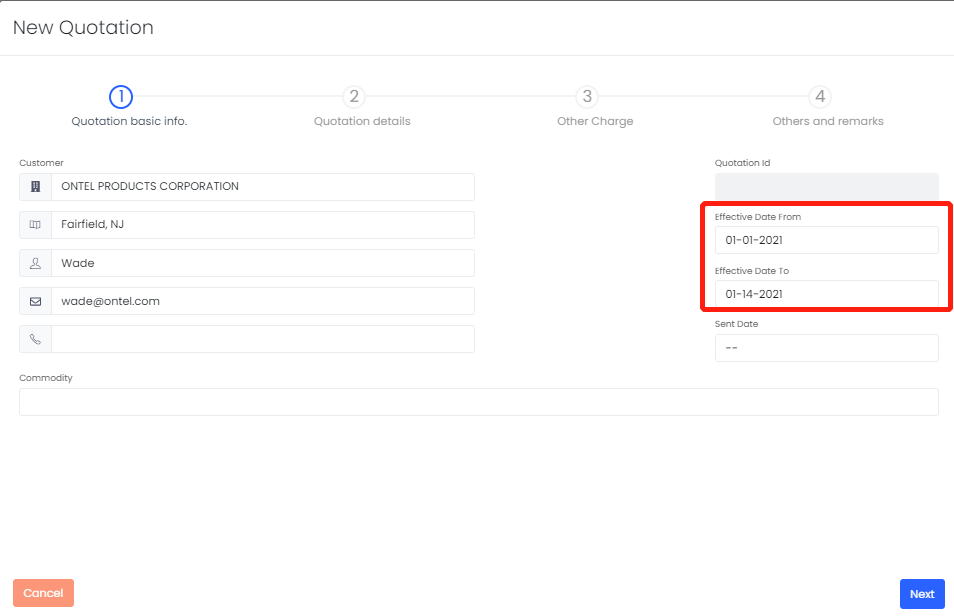 New Quotation
1
2
3
4
Quotation basic info.
Quotation details
Other Charge
Others and remarks
Customer
ONTEL PRODUCTS CORPORATION
Fairfield, NJ
Wade
wade@ontel.com
Quotation Id
Effective Date From
01-01-2021
Effective Date To
01-14-2021
Sent Date
--
Commodity
Cancel
Next